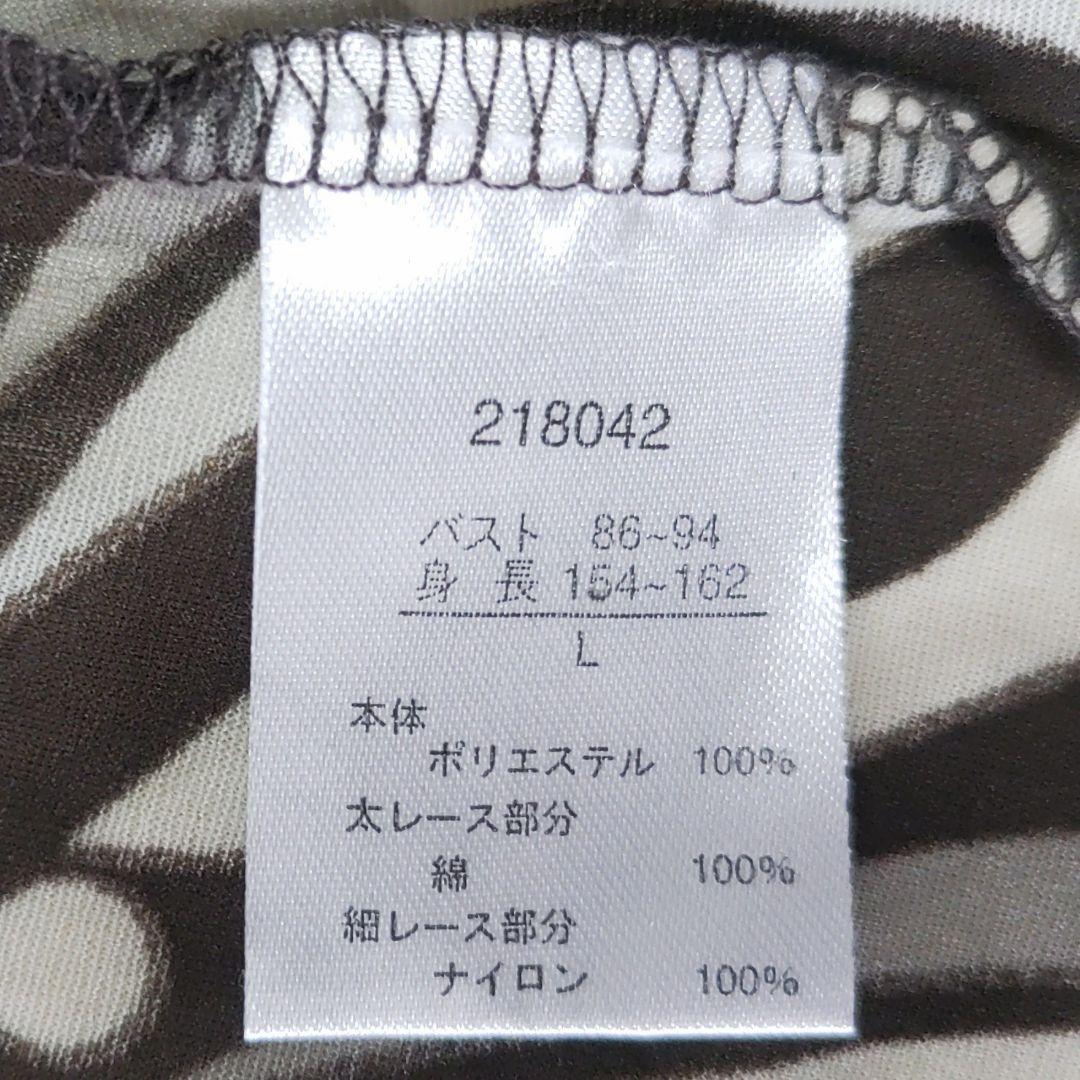 218042
バスト 86~94
身長 154~162
L
本体
ポリエステル 100%
太レース部分
綿 100%
細レース部分
ナイロン 100%